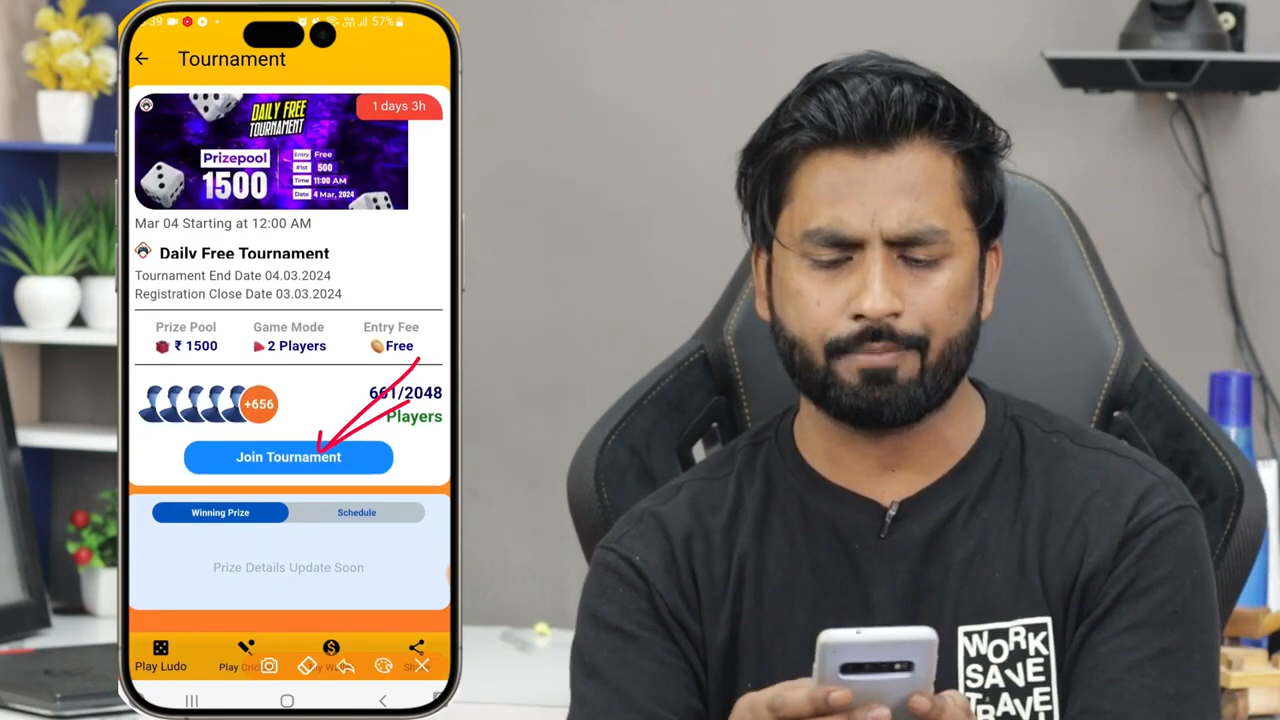 :39
57%
Tournament
DAILY FREE
TOURNAMENT
1 days 3h
Prizepool
1500
Entry Free
#1st 500
Time 11:00 AM
Date 4 Mar, 2024
Mar 04 Starting at 12:00 AM
Daily Free Tournament
Tournament End Date 04.03.2024
Registration Close Date 03.03.2024
Prize Pool Game Mode Entry Fee
₹ 1500 2 Players Free
+656
661/2048
Players
Join Tournament
Winning Prize Schedule
Prize Details Update Soon
Play Ludo
Play
WORK
SAVE
TRAVEL